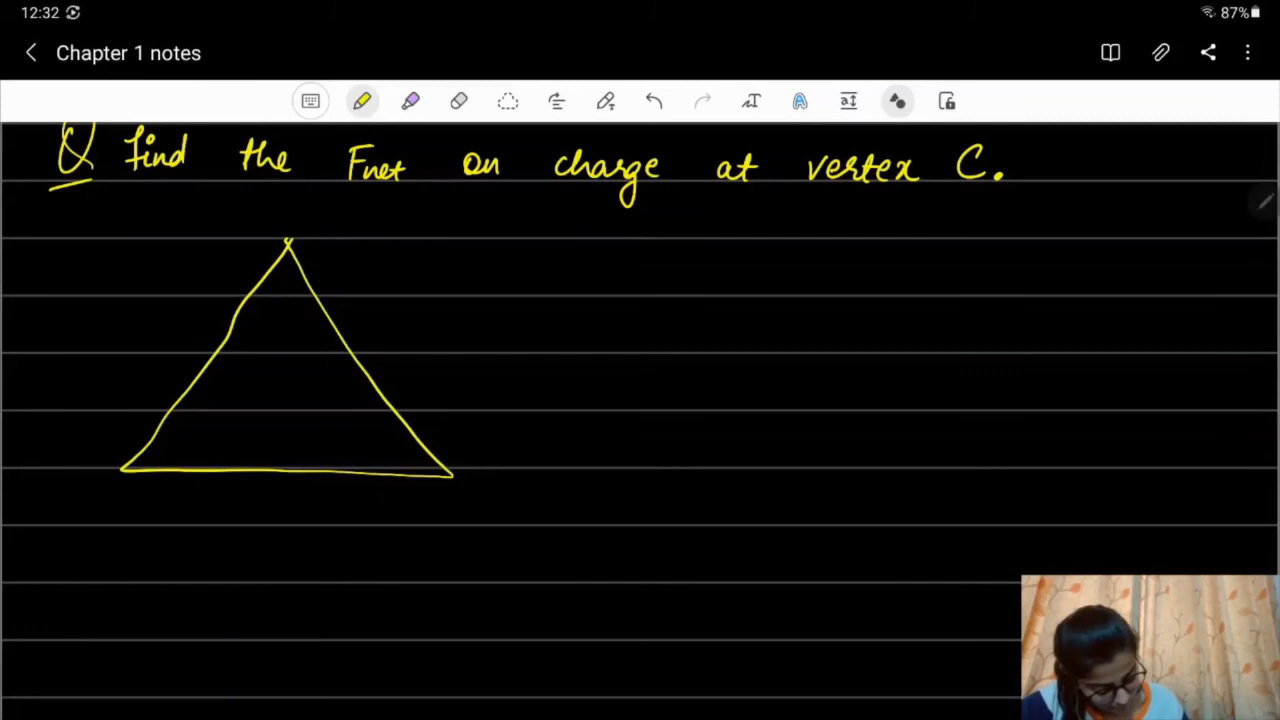 12:32 87%
Chapter 1 notes
Q find the Fnet on charge at vertex C.